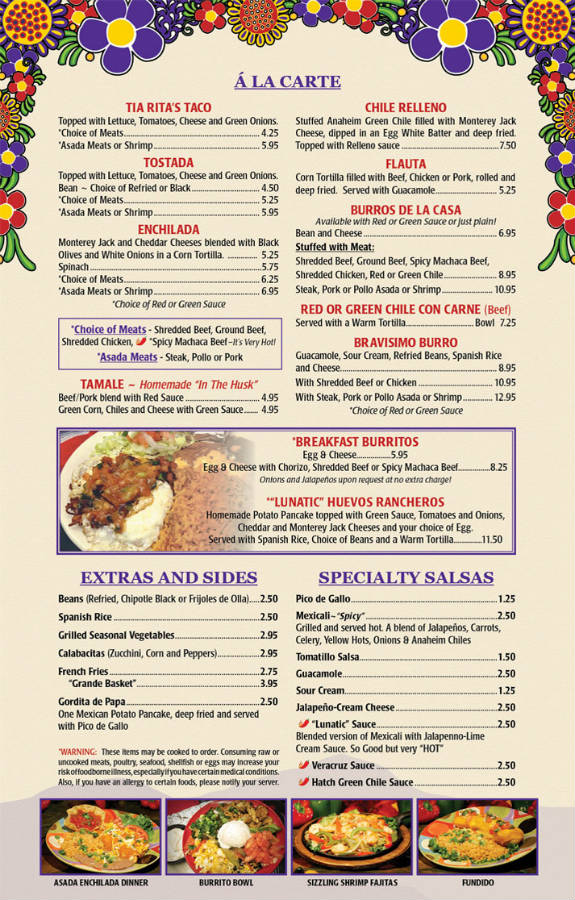 Á LA CARTE
TIA RITA'S TACO
Topped with Lettuce, Tomatoes, Cheese and Green Onions.
*Choice of Meats 4.25
*Asada Meats or Shrimp 5.95
TOSTADA
Topped with Lettuce, Tomatoes, Cheese and Green Onions.
Bean ~ Choice of Refried or Black 4.50
*Choice of Meats 5.25
*Asada Meats or Shrimp 5.95
ENCHILADA
Monterey Jack and Cheddar Cheeses blended with Black
Olives and White Onions in a Corn Tortilla. 5.25
Spinach 5.75
*Choice of Meats 6.25
*Asada Meats or Shrimp 6.95
*Choice of Red or Green Sauce
*Choice of Meats - Shredded Beef, Ground Beef,
Shredded Chicken, *Spicy Machaca Beef ~It's Very Hot!
*Asada Meats - Steak, Pollo or Pork
TAMALE ~ Homemade "In The Husk"
Beef/Pork blend with Red Sauce 4.95
Green Corn, Chiles and Cheese with Green Sauce 4.95
CHILE RELLENO
Stuffed Anaheim Green Chile filled with Monterey Jack
Cheese, dipped in an Egg White Batter and deep fried.
Topped with Relleno sauce 7.50
FLAUTA
Corn Tortilla filled with Beef, Chicken or Pork, rolled and
deep fried. Served with Guacamole 5.25
BURROS DE LA CASA
Available with Red or Green Sauce or just plain!
Bean and Cheese 6.95
Stuffed with Meat:
Shredded Beef, Ground Beef, Spicy Machaca Beef,
Shredded Chicken, Red or Green Chile 8.95
Steak, Pork or Pollo Asada or Shrimp 10.95
RED OR GREEN CHILE CON CARNE (Beef)
Served with a Warm Tortilla Bowl 7.25
BRAVISIMO BURRO
Guacamole, Sour Cream, Refried Beans, Spanish Rice
and Cheese 8.95
With Shredded Beef or Chicken 10.95
With Steak, Pork or Pollo Asada or Shrimp 12.95
*Choice of Red or Green Sauce
*BREAKFAST BURRITOS
Egg & Cheese 5.95
Egg & Cheese with Chorizo, Shredded Beef or Spicy Machaca Beef 8.25
Onions and Jalapeños upon request at no extra charge!
*"LUNATIC" HUEVOS RANCHEROS
Homemade Potato Pancake topped with Green Sauce, Tomatoes and Onions,
Cheddar and Monterey Jack Cheeses and your choice of Egg.
Served with Spanish Rice, Choice of Beans and a Warm Tortilla 11.50
EXTRAS AND SIDES
Beans (Refried, Chipotle Black or Frijoles de Olla) 2.50
Spanish Rice 2.50
Grilled Seasonal Vegetables 2.95
Calabacitas (Zucchini, Corn and Peppers) 2.95
French Fries 2.75
"Grande Basket" 3.95
Gordita de Papa 2.50
One Mexican Potato Pancake, deep fried and served
with Pico de Gallo
*WARNING: These items may be cooked to order. Consuming raw or
uncooked meats, poultry, seafood, shellfish or eggs may increase your
risk of foodborne illness, especially if you have certain medical conditions.
Also, if you have an allergy to certain foods, please notify your server.
SPECIALTY SALSAS
Pico de Gallo 1.25
Mexicali ~ "Spicy" 2.50
Grilled and served hot. A blend of Jalapeños, Carrots,
Celery, Yellow Hots, Onions & Anaheim Chiles
Tomatillo Salsa 1.50
Guacamole 2.50
Sour Cream 1.25
Jalapeño-Cream Cheese 2.50
"Lunatic" Sauce 2.50
Blended version of Mexicali with Jalapenno-Lime
Cream Sauce. So Good but very "HOT"
Veracruz Sauce 2.50
Hatch Green Chile Sauce 2.50
ASADA ENCHILADA DINNER
BURRITO BOWL
SIZZLING SHRIMP FAJITAS
FUNDIDO